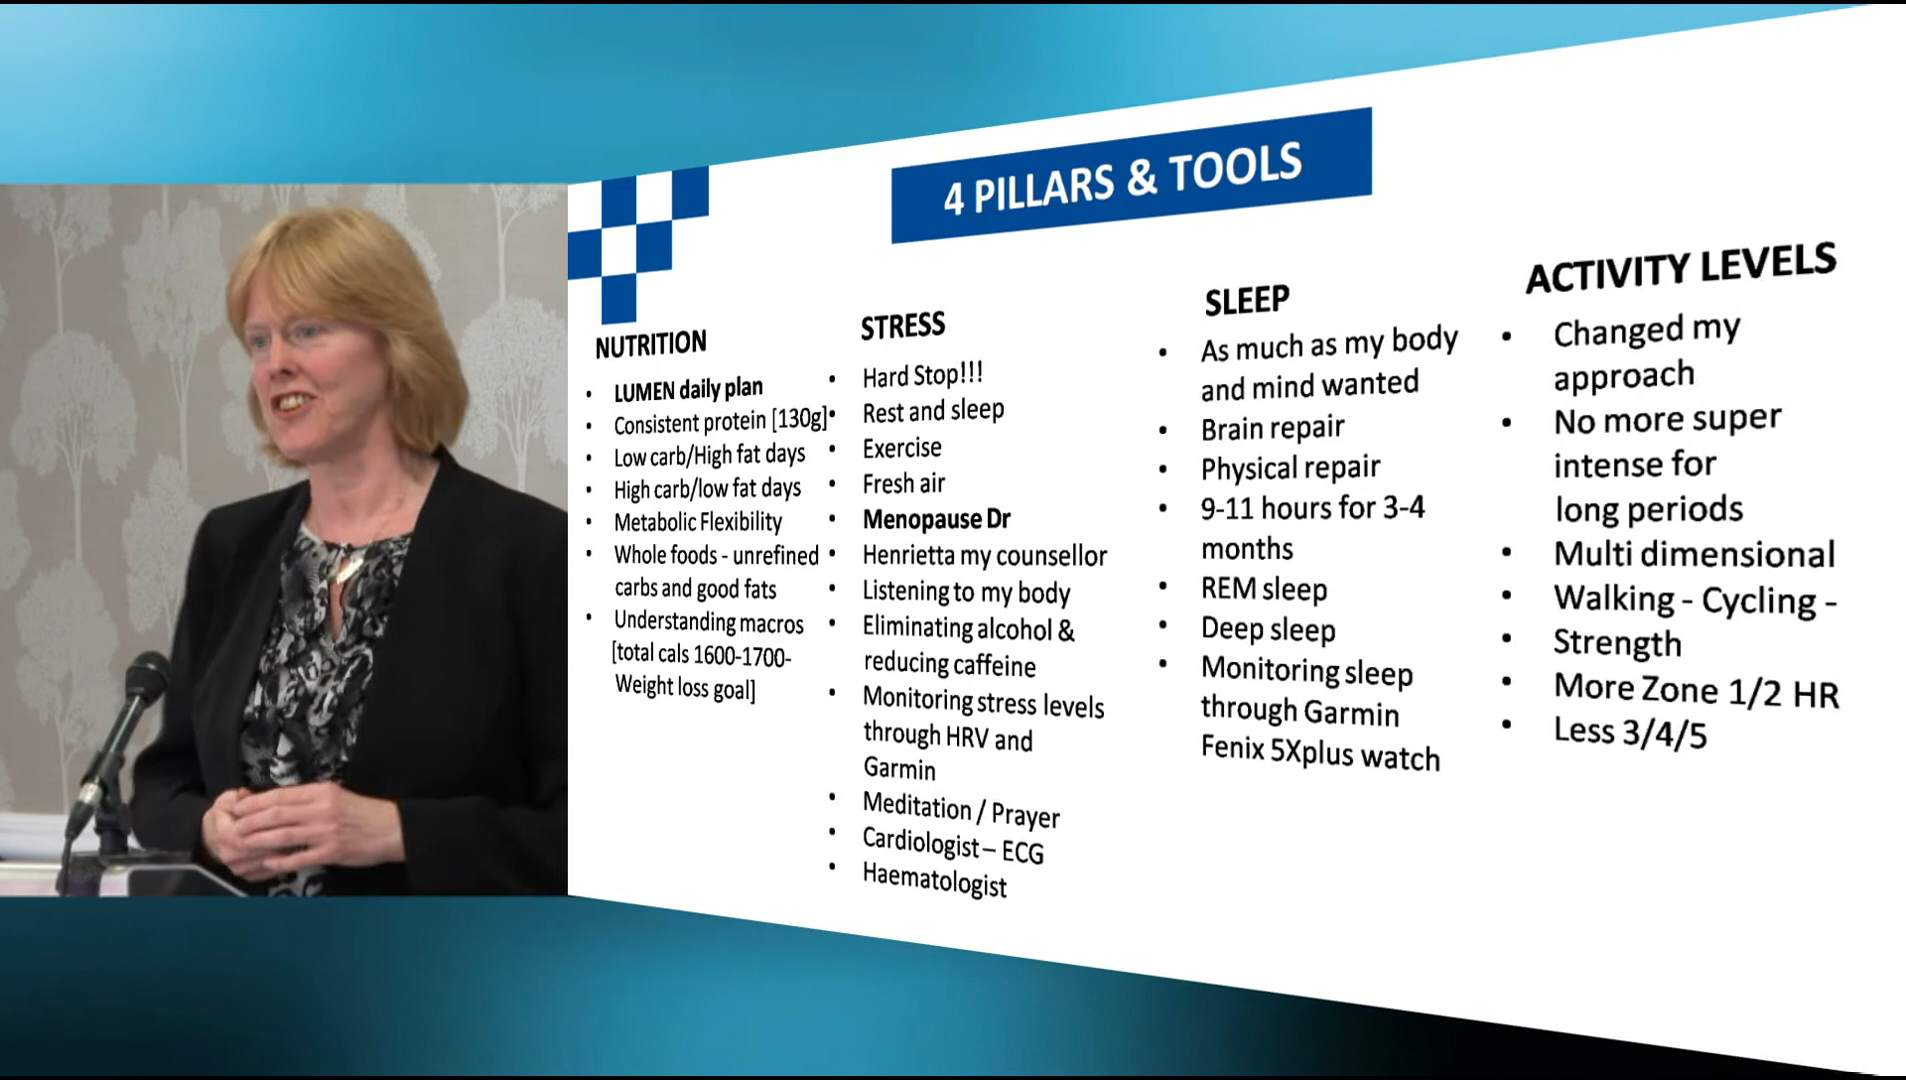 4 PILLARS & TOOLS
NUTRITION
• LUMEN daily plan
• Consistent protein [130g]
• Low carb/High fat days
• High carb/low fat days
• Metabolic Flexibility
• Whole foods - unrefined
carbs and good fats
• Understanding macros
[total cals 1600-1700-
Weight loss goal]
STRESS
• Hard Stop!!!
• Rest and sleep
• Exercise
• Fresh air
• Menopause Dr
• Henrietta my counsellor
• Listening to my body
• Eliminating alcohol &
reducing caffeine
• Monitoring stress levels
through HRV and
Garmin
• Meditation / Prayer
• Cardiologist – ECG
• Haematologist
SLEEP
• As much as my body
and mind wanted
• Brain repair
• Physical repair
• 9-11 hours for 3-4
months
• REM sleep
• Deep sleep
• Monitoring sleep
through Garmin
Fenix 5Xplus watch
ACTIVITY LEVELS
• Changed my
approach
• No more super
intense for
long periods
• Multi dimensional
• Walking - Cycling -
• Strength
• More Zone 1/2 HR
• Less 3/4/5